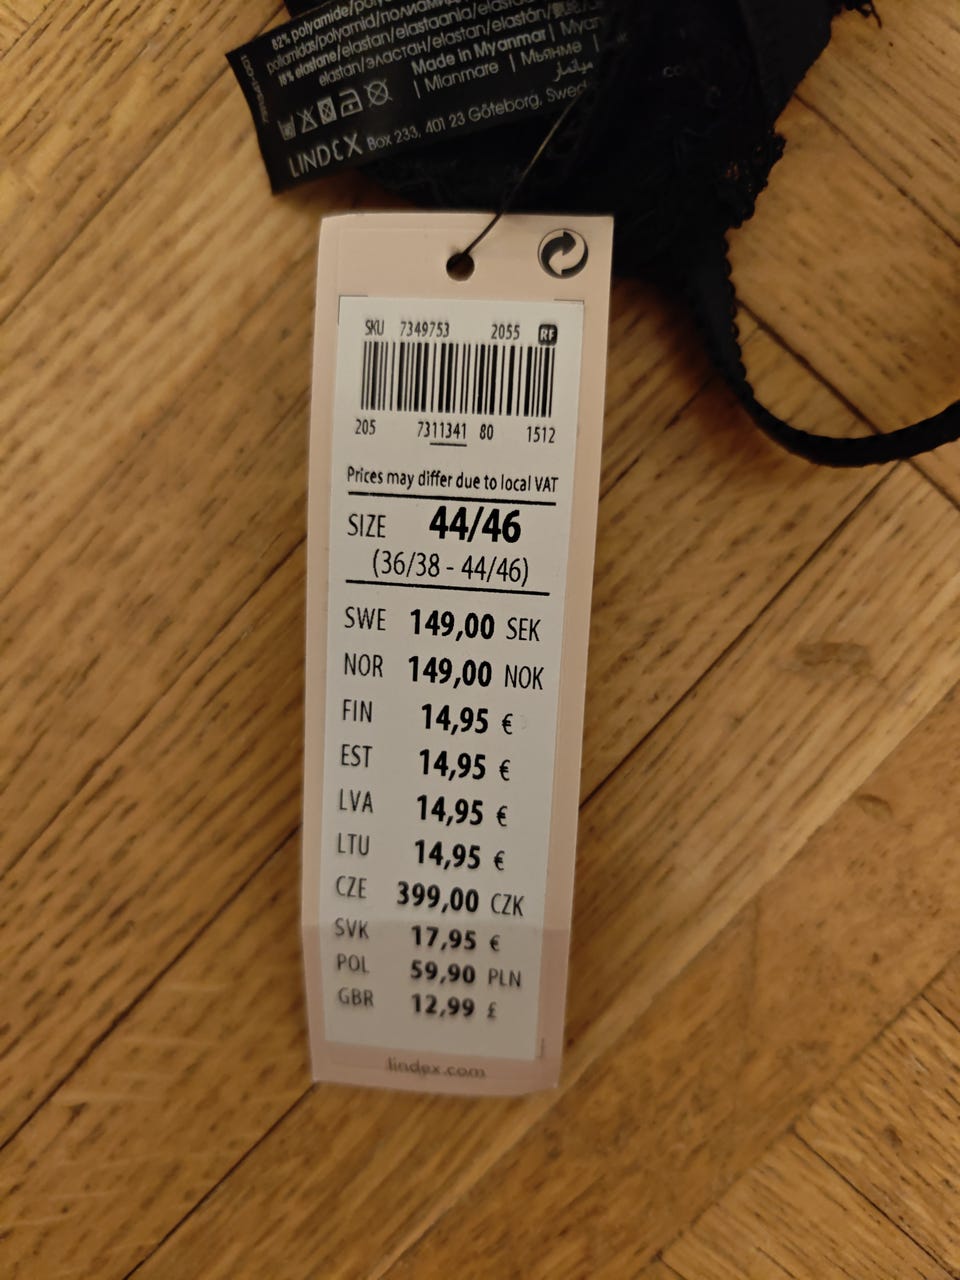 82% polyamide/
polyamidas/polyamid/полиамид
18% elastane/elastan/elastaania/
elastan/эластан/elastan/elastán/
Made in Myanmar |
| Mianmare | Мьянме |
ميانمار
LINDEX Box 233, 401 23 Göteborg, Swed
SKU 7349753 2055 RF
205 7311341 80 1512
Prices may differ due to local VAT
SIZE 44/46
(36/38 - 44/46)
SWE 149,00 SEK
NOR 149,00 NOK
FIN 14,95 €
EST 14,95 €
LVA 14,95 €
LTU 14,95 €
CZE 399,00 CZK
SVK 17,95 €
POL 59,90 PLN
GBR 12,99 £
lindex.com